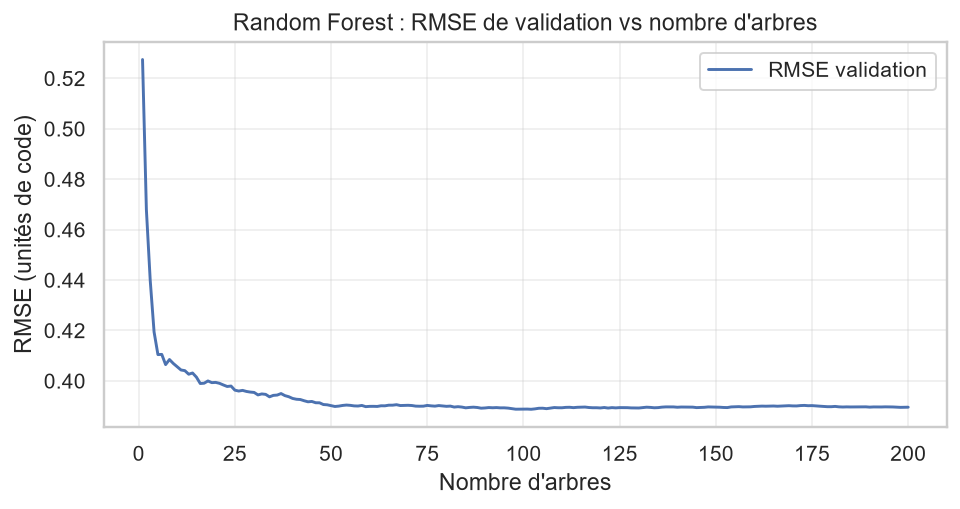 Random Forest : RMSE de validation vs nombre d'arbres
RMSE validation
RMSE (unités de code)
0.52
0.50
0.48
0.46
0.44
0.42
0.40
0 25 50 75 100 125 150 175 200
Nombre d'arbres